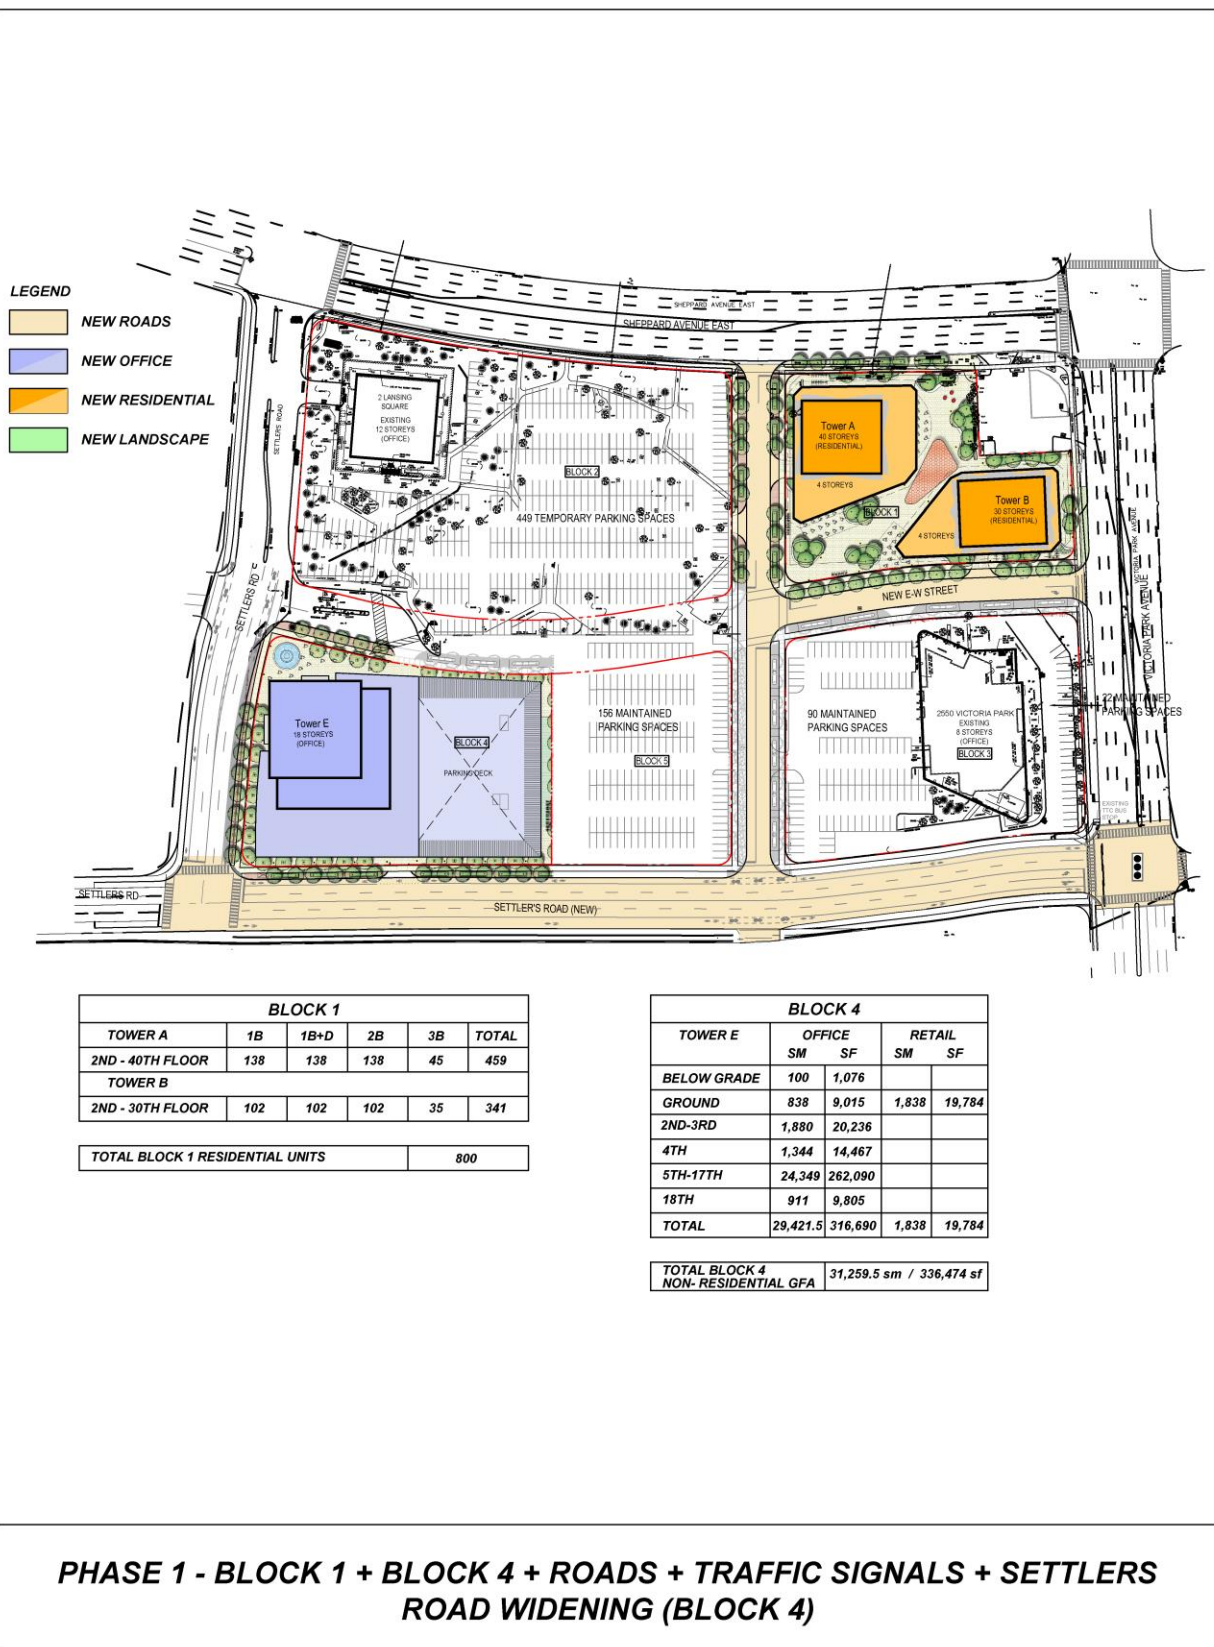 SHEPPARD AVENUE EAST
SHEPPARD AVENUE EAST
LEGEND
NEW ROADS
NEW OFFICE
NEW RESIDENTIAL
NEW LANDSCAPE
SETTLERS ROAD
2 LANSING
SQUARE
EXISTING
12 STOREYS
(OFFICE)
BLOCK 2
449 TEMPORARY PARKING SPACES
Tower A
40 STOREYS
(RESIDENTIAL)
4 STOREYS
BLOCK 1
Tower B
30 STOREYS
(RESIDENTIAL)
4 STOREYS
NEW E-W STREET
VICTORIA PARK AVENUE
VICTORIA PARK AVENUE
SETTLERS RD
Tower E
18 STOREYS
(OFFICE)
BLOCK 4
PARKING DECK
156 MAINTAINED
PARKING SPACES
BLOCK 5
90 MAINTAINED
PARKING SPACES
2550 VICTORIA PARK
EXISTING
8 STOREYS
(OFFICE)
BLOCK 3
22 MAINTAINED
PARKING SPACES
EXISTING
TTC BUS
STOP
SETTLERS RD
SETTLER'S ROAD (NEW)
BLOCK 1
TOWER A 1B 1B+D 2B 3B TOTAL
2ND - 40TH FLOOR 138 138 138 45 459
TOWER B
2ND - 30TH FLOOR 102 102 102 35 341
TOTAL BLOCK 1 RESIDENTIAL UNITS 800
BLOCK 4
TOWER E OFFICE RETAIL
SM SF SM SF
BELOW GRADE 100 1,076
GROUND 838 9,015 1,838 19,784
2ND-3RD 1,880 20,236
4TH 1,344 14,467
5TH-17TH 24,349 262,090
18TH 911 9,805
TOTAL 29,421.5 316,690 1,838 19,784
TOTAL BLOCK 4
NON- RESIDENTIAL GFA 31,259.5 sm / 336,474 sf
PHASE 1 - BLOCK 1 + BLOCK 4 + ROADS + TRAFFIC SIGNALS + SETTLERS
ROAD WIDENING (BLOCK 4)